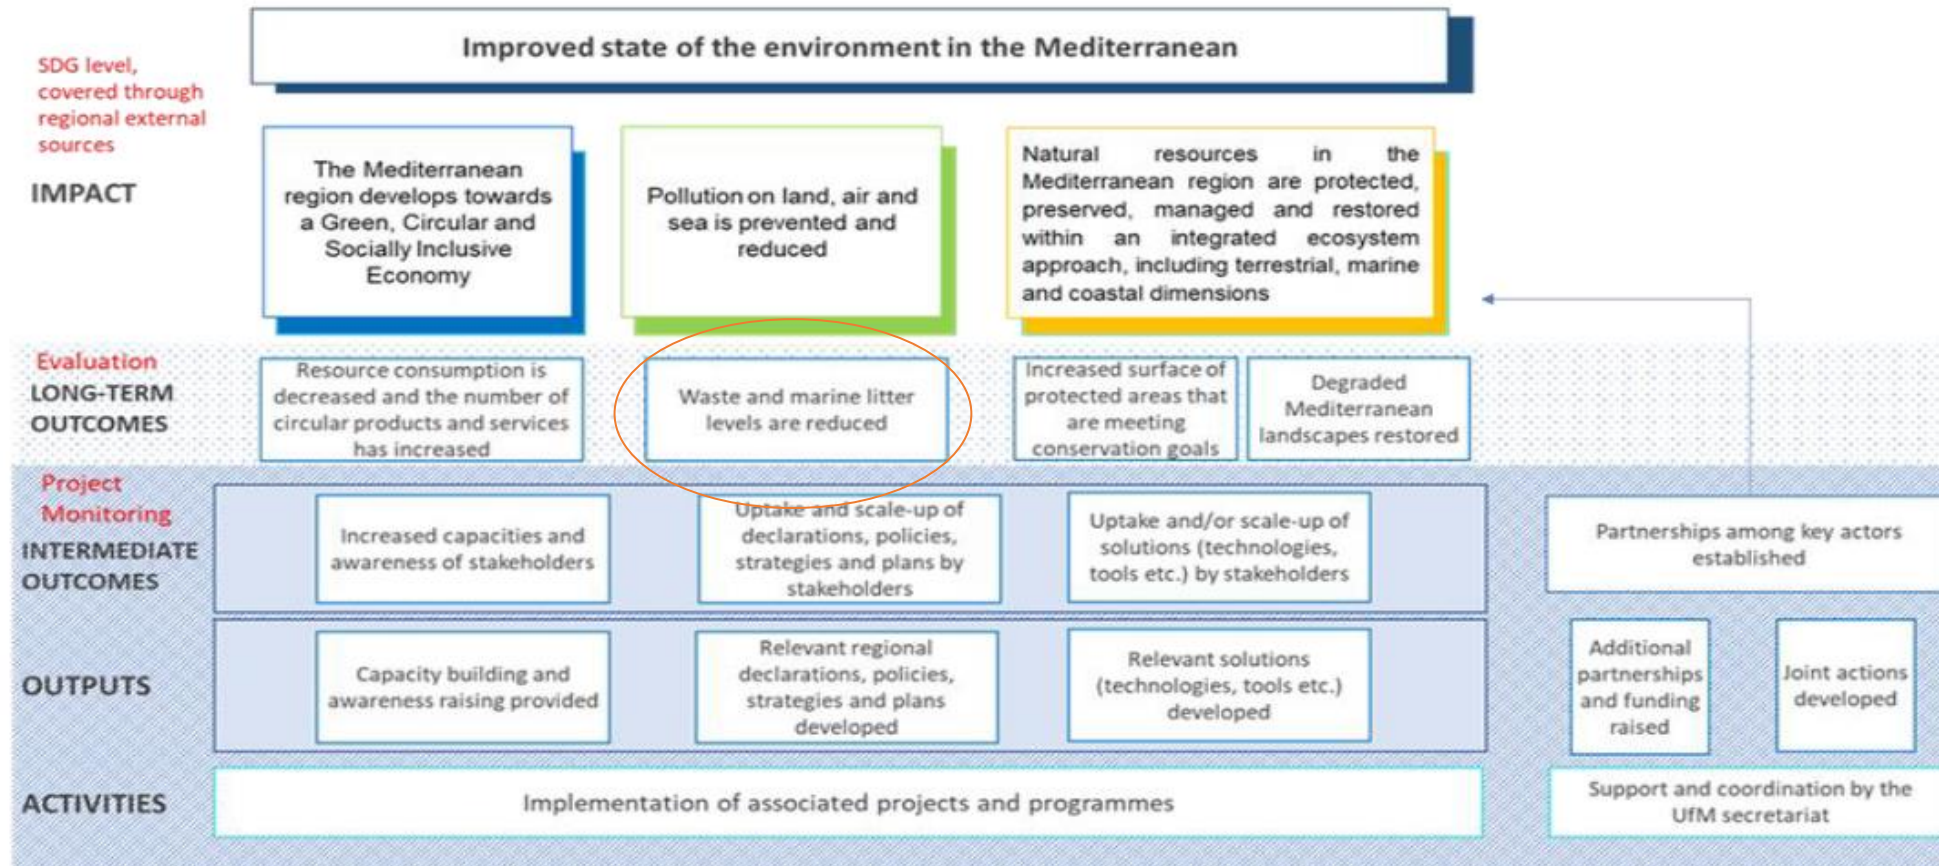 Improved state of the environment in the Mediterranean
SDG level,
covered through
regional external
sources
IMPACT
The Mediterranean
region develops towards
a Green, Circular and
Socially Inclusive
Economy
Pollution on land, air and
sea is prevented and
reduced
Natural resources in the
Mediterranean region are protected,
preserved, managed and restored
within an integrated ecosystem
approach, including terrestrial, marine
and coastal dimensions
Evaluation
LONG-TERM
OUTCOMES
Resource consumption is
decreased and the number of
circular products and services
has increased
Waste and marine litter
levels are reduced
Increased surface of
protected areas that
are meeting
conservation goals
Degraded
Mediterranean
landscapes restored
Project
Monitoring
INTERMEDIATE
OUTCOMES
Increased capacities and
awareness of stakeholders
Uptake and scale-up of
declarations, policies,
strategies and plans by
stakeholders
Uptake and/or scale-up of
solutions (technologies,
tools etc.) by stakeholders
Partnerships among key actors
established
OUTPUTS
Capacity building and
awareness raising provided
Relevant regional
declarations, policies,
strategies and plans
developed
Relevant solutions
(technologies, tools etc.)
developed
Additional
partnerships
and funding
raised
Joint actions
developed
ACTIVITIES
Implementation of associated projects and programmes
Support and coordination by the
UfM secretariat